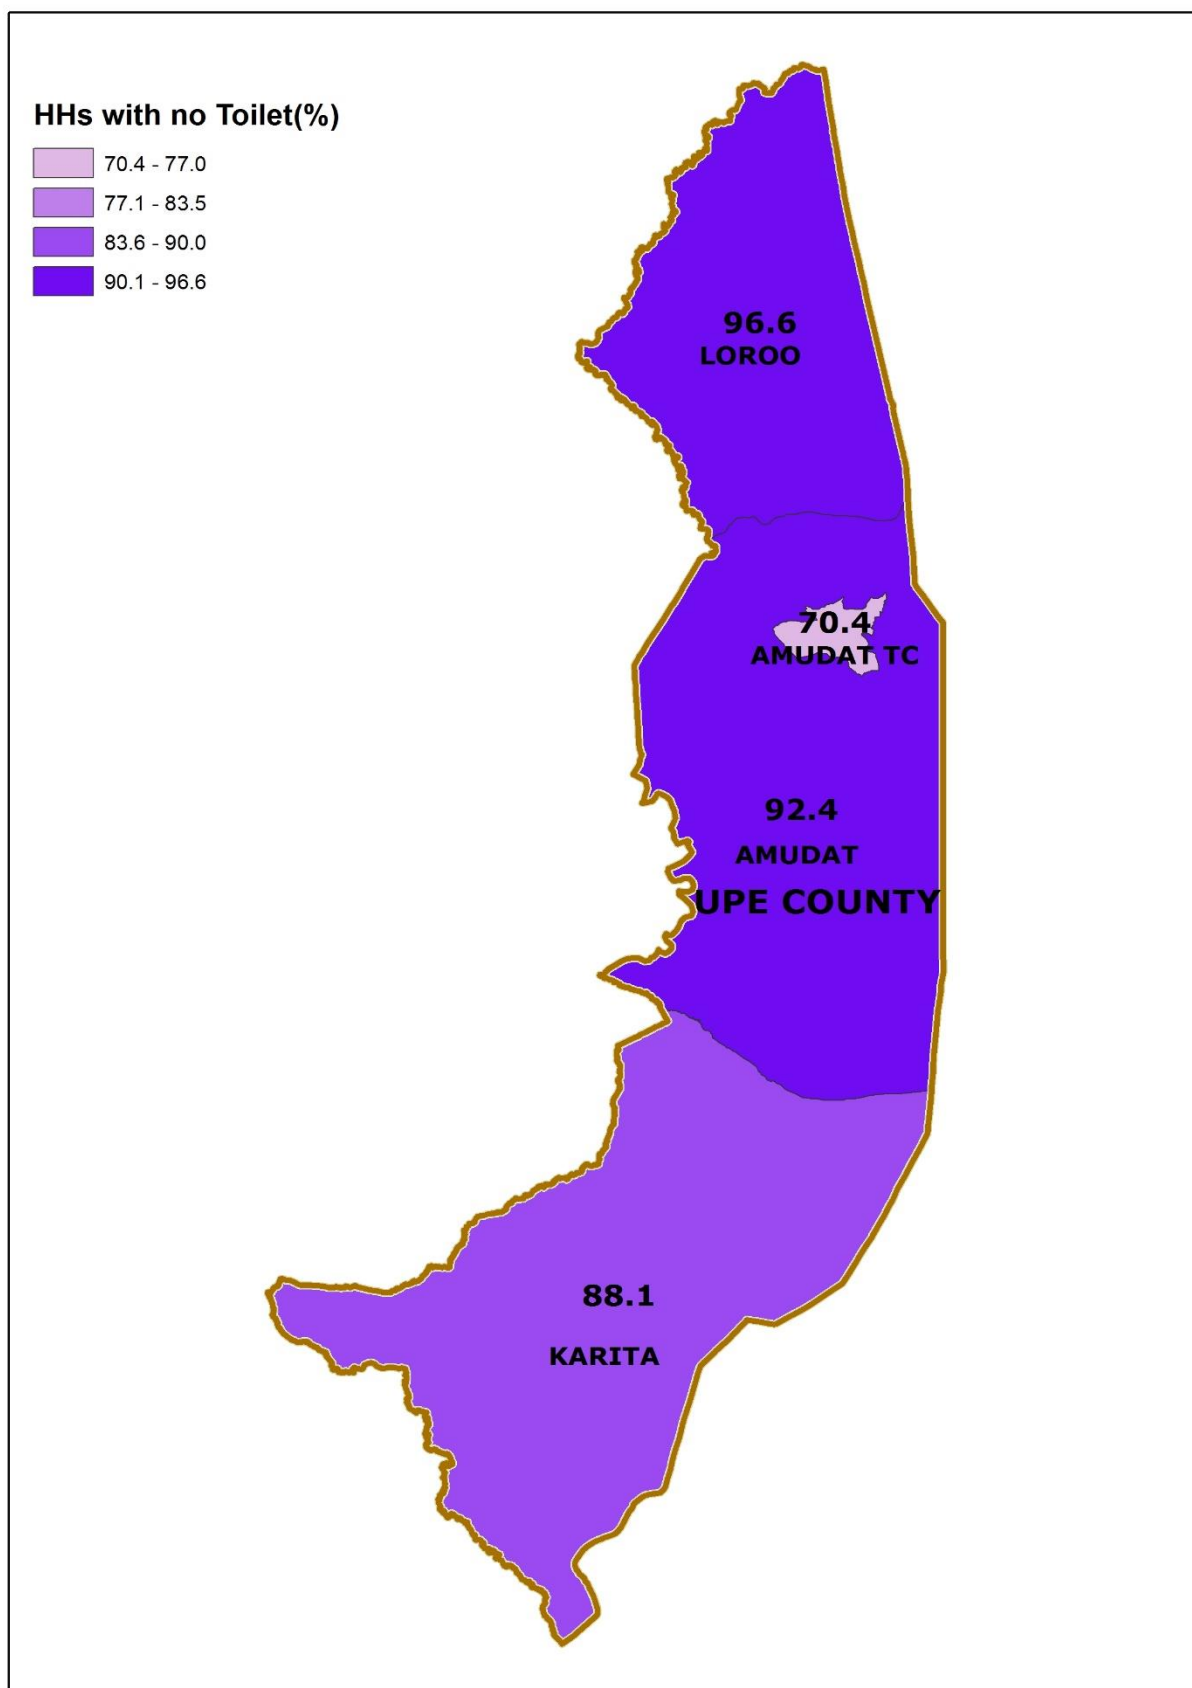 HHs with no Toilet(%)
70.4 - 77.0
77.1 - 83.5
83.6 - 90.0
90.1 - 96.6
96.6
LOROO
70.4
AMUDAT TC
92.4
AMUDAT
UPE COUNTY
88.1
KARITA